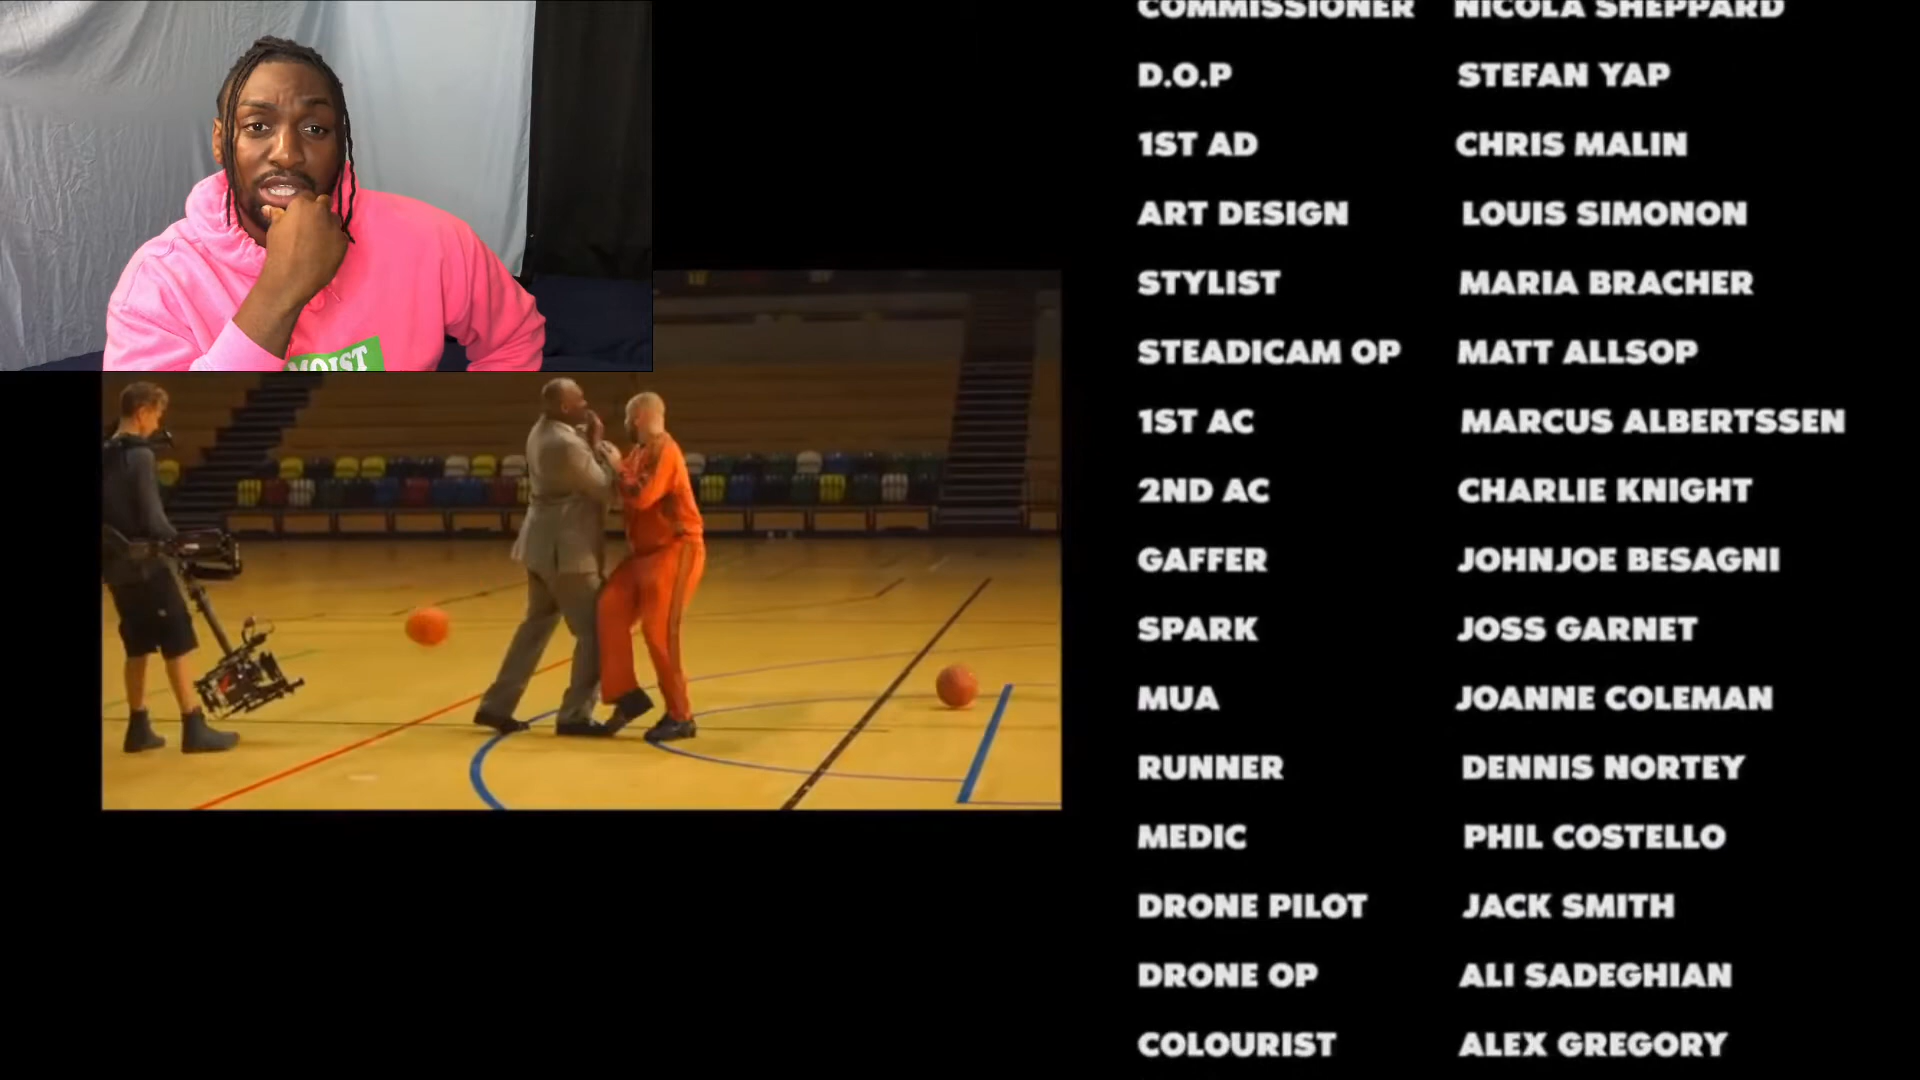 COMMISSIONER NICOLA SHEPPARD
D.O.P STEFAN YAP
1ST AD CHRIS MALIN
ART DESIGN LOUIS SIMONON
STYLIST MARIA BRACHER
STEADICAM OP MATT ALLSOP
1ST AC MARCUS ALBERTSSEN
2ND AC CHARLIE KNIGHT
GAFFER JOHNJOE BESAGNI
SPARK JOSS GARNET
MUA JOANNE COLEMAN
RUNNER DENNIS NORTEY
MEDIC PHIL COSTELLO
DRONE PILOT JACK SMITH
DRONE OP ALI SADEGHIAN
COLOURIST ALEX GREGORY
MOIST